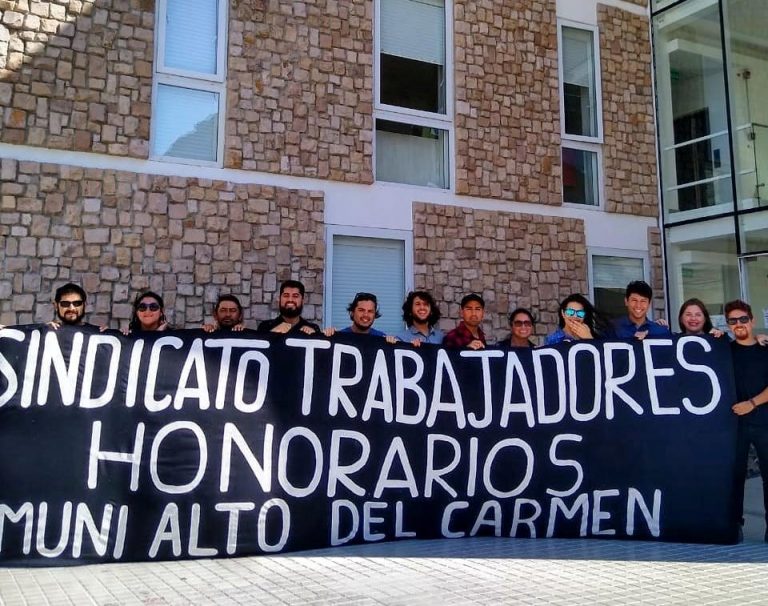 SINDICATO TRABAJADORES
HONORARIOS
MUNI ALTO DEL CARMEN